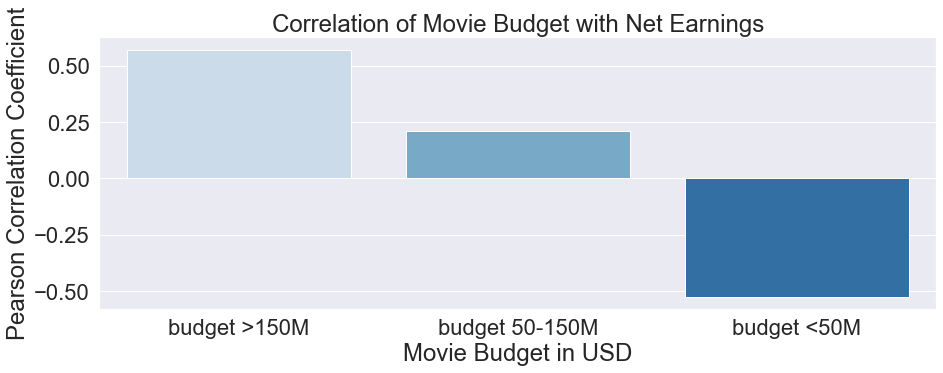 Correlation of Movie Budget with Net Earnings
Pearson Correlation Coefficient
0.50
0.25
0.00
−0.25
−0.50
budget >150M
budget 50-150M
budget <50M
Movie Budget in USD